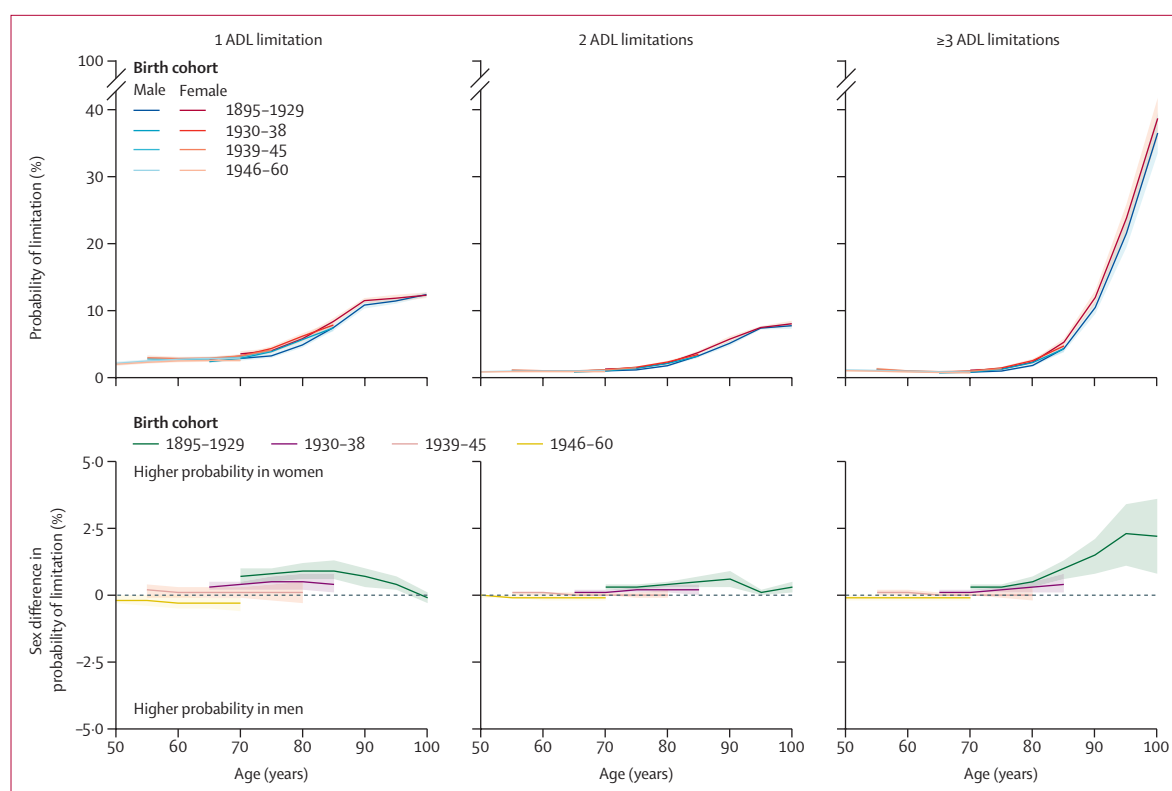 1 ADL limitation
2 ADL limitations
≥3 ADL limitations
Probability of limitation (%)
100
40
30
20
10
0
Birth cohort
Male Female
1895–1929
1930–38
1939–45
1946–60
Birth cohort
1895–1929 1930–38 1939–45 1946–60
Sex difference in
probability of limitation (%)
5·0
2·5
0
–2·5
–5·0
Higher probability in women
Higher probability in men
50 60 70 80 90 100
Age (years)
50 60 70 80 90 100
Age (years)
50 60 70 80 90 100
Age (years)